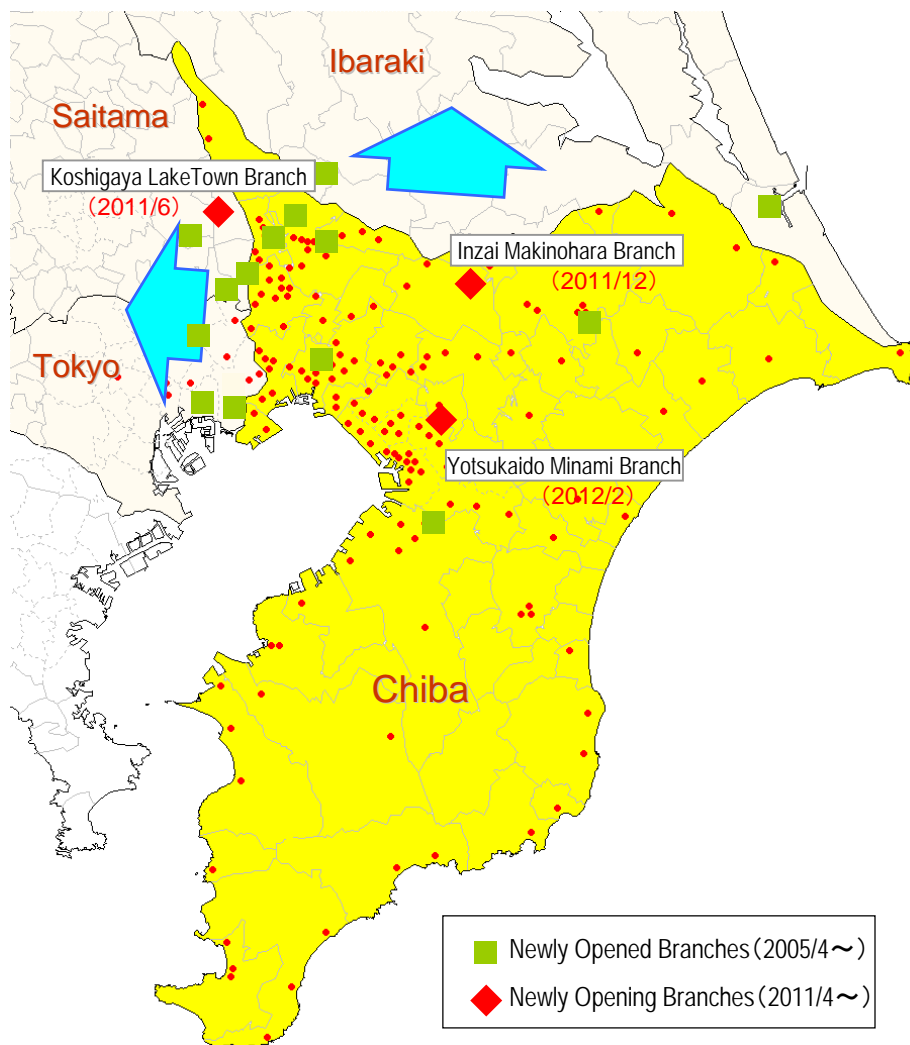 Ibaraki
Saitama
Koshigaya LakeTown Branch
（2011/6）
Inzai Makinohara Branch
（2011/12）
Tokyo
Yotsukaido Minami Branch
（2012/2）
Chiba
Newly Opened Branches（2005/4～）
Newly Opening Branches（2011/4～）